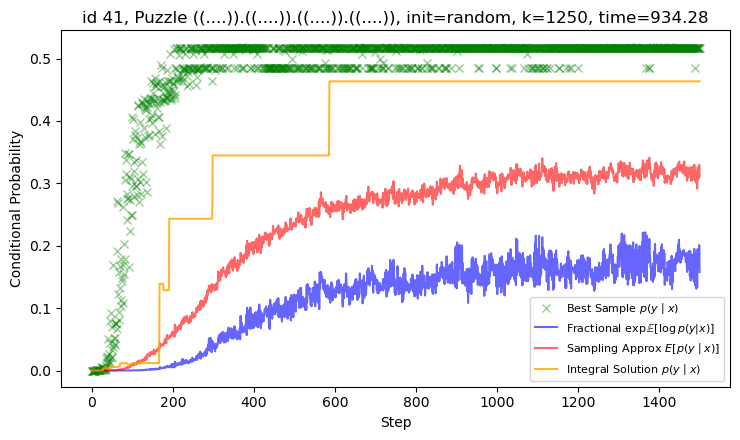 id 41, Puzzle ((....)).((....)).((....)).((....)), init=random, k=1250, time=934.28
Conditional Probability
0.5
0.4
0.3
0.2
0.1
0.0
Best Sample p(y | x)
Fractional exp𝔼[log p(y|x)]
Sampling Approx E[p(y | x)]
Integral Solution p(y | x)
0 200 400 600 800 1000 1200 1400
Step